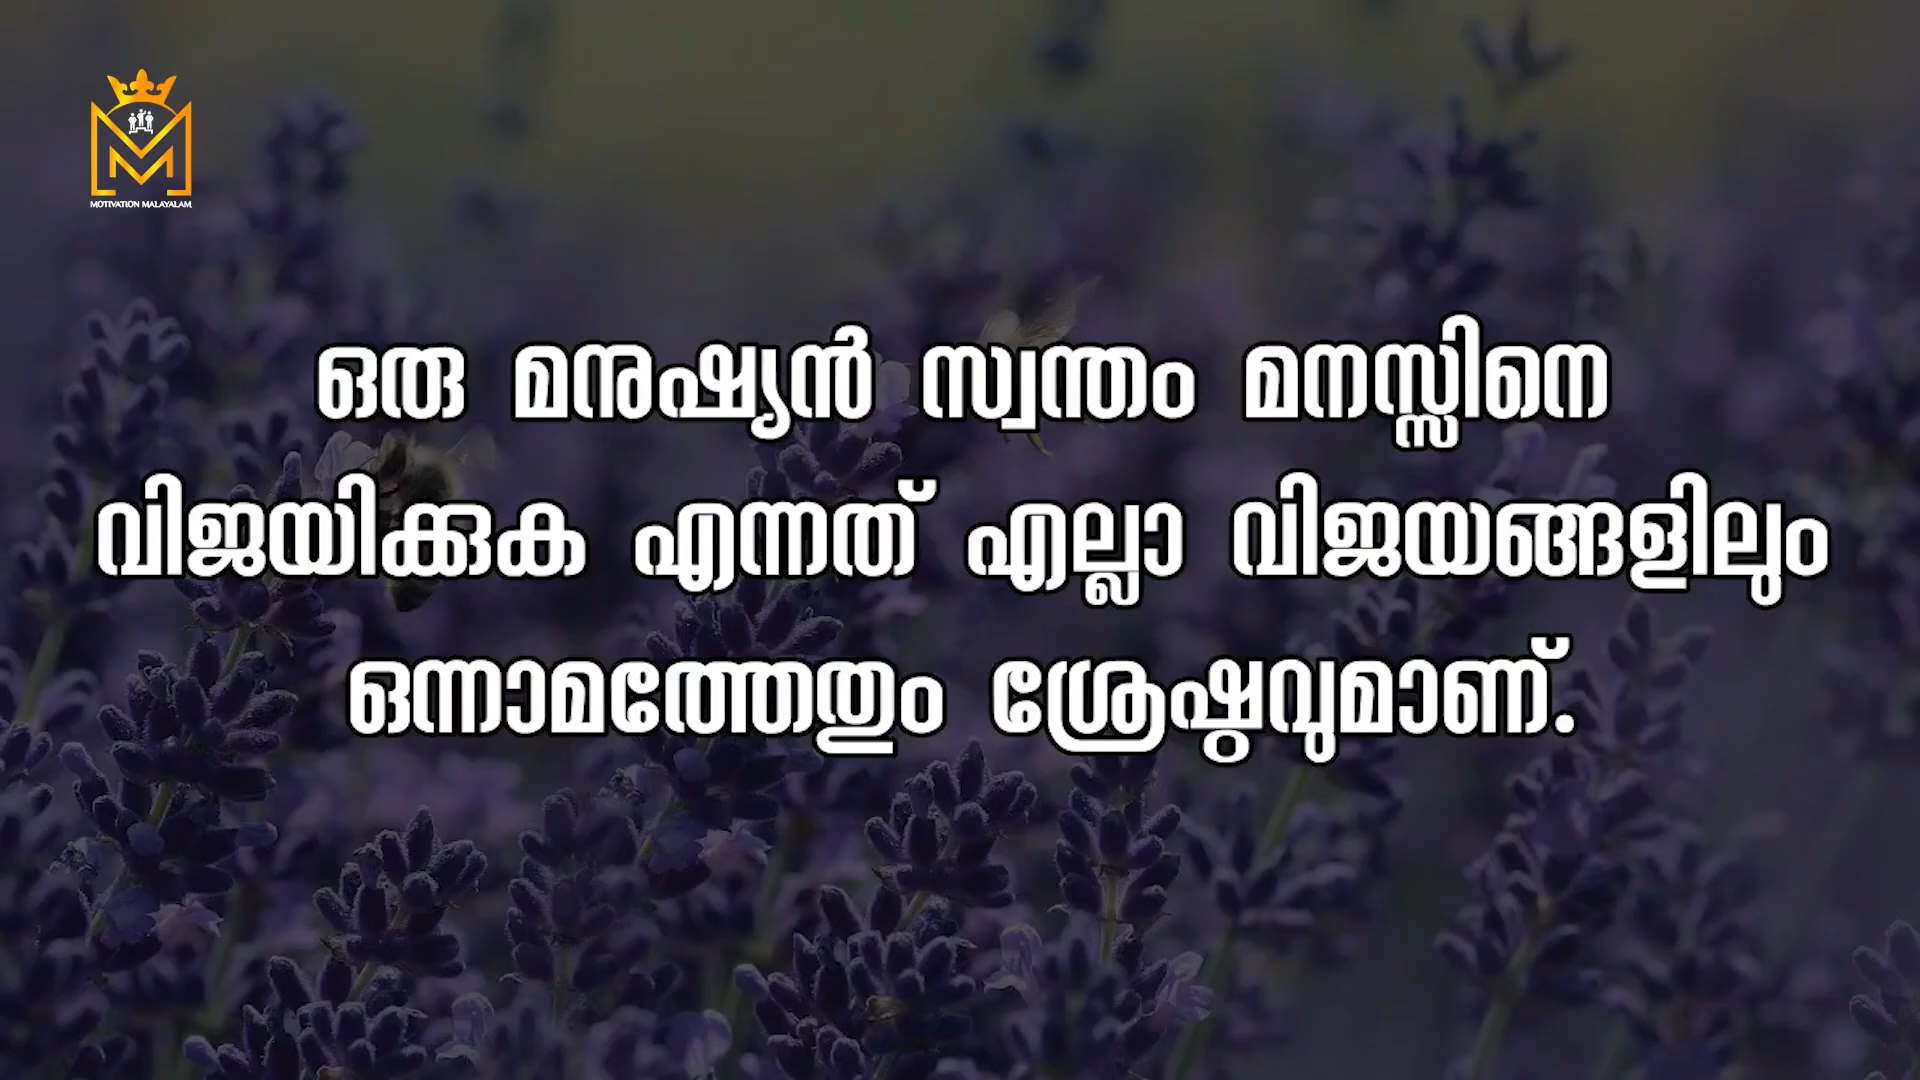 MOTIVATION MALAYALAM
ഒരു മനുഷ്യൻ സ്വന്തം മനസ്സിനെ
വിജയിക്കുക എന്നത് എല്ലാ വിജയങ്ങളിലും
ഒന്നാമത്തേതും ശ്രേഷ്ഠവുമാണ്.